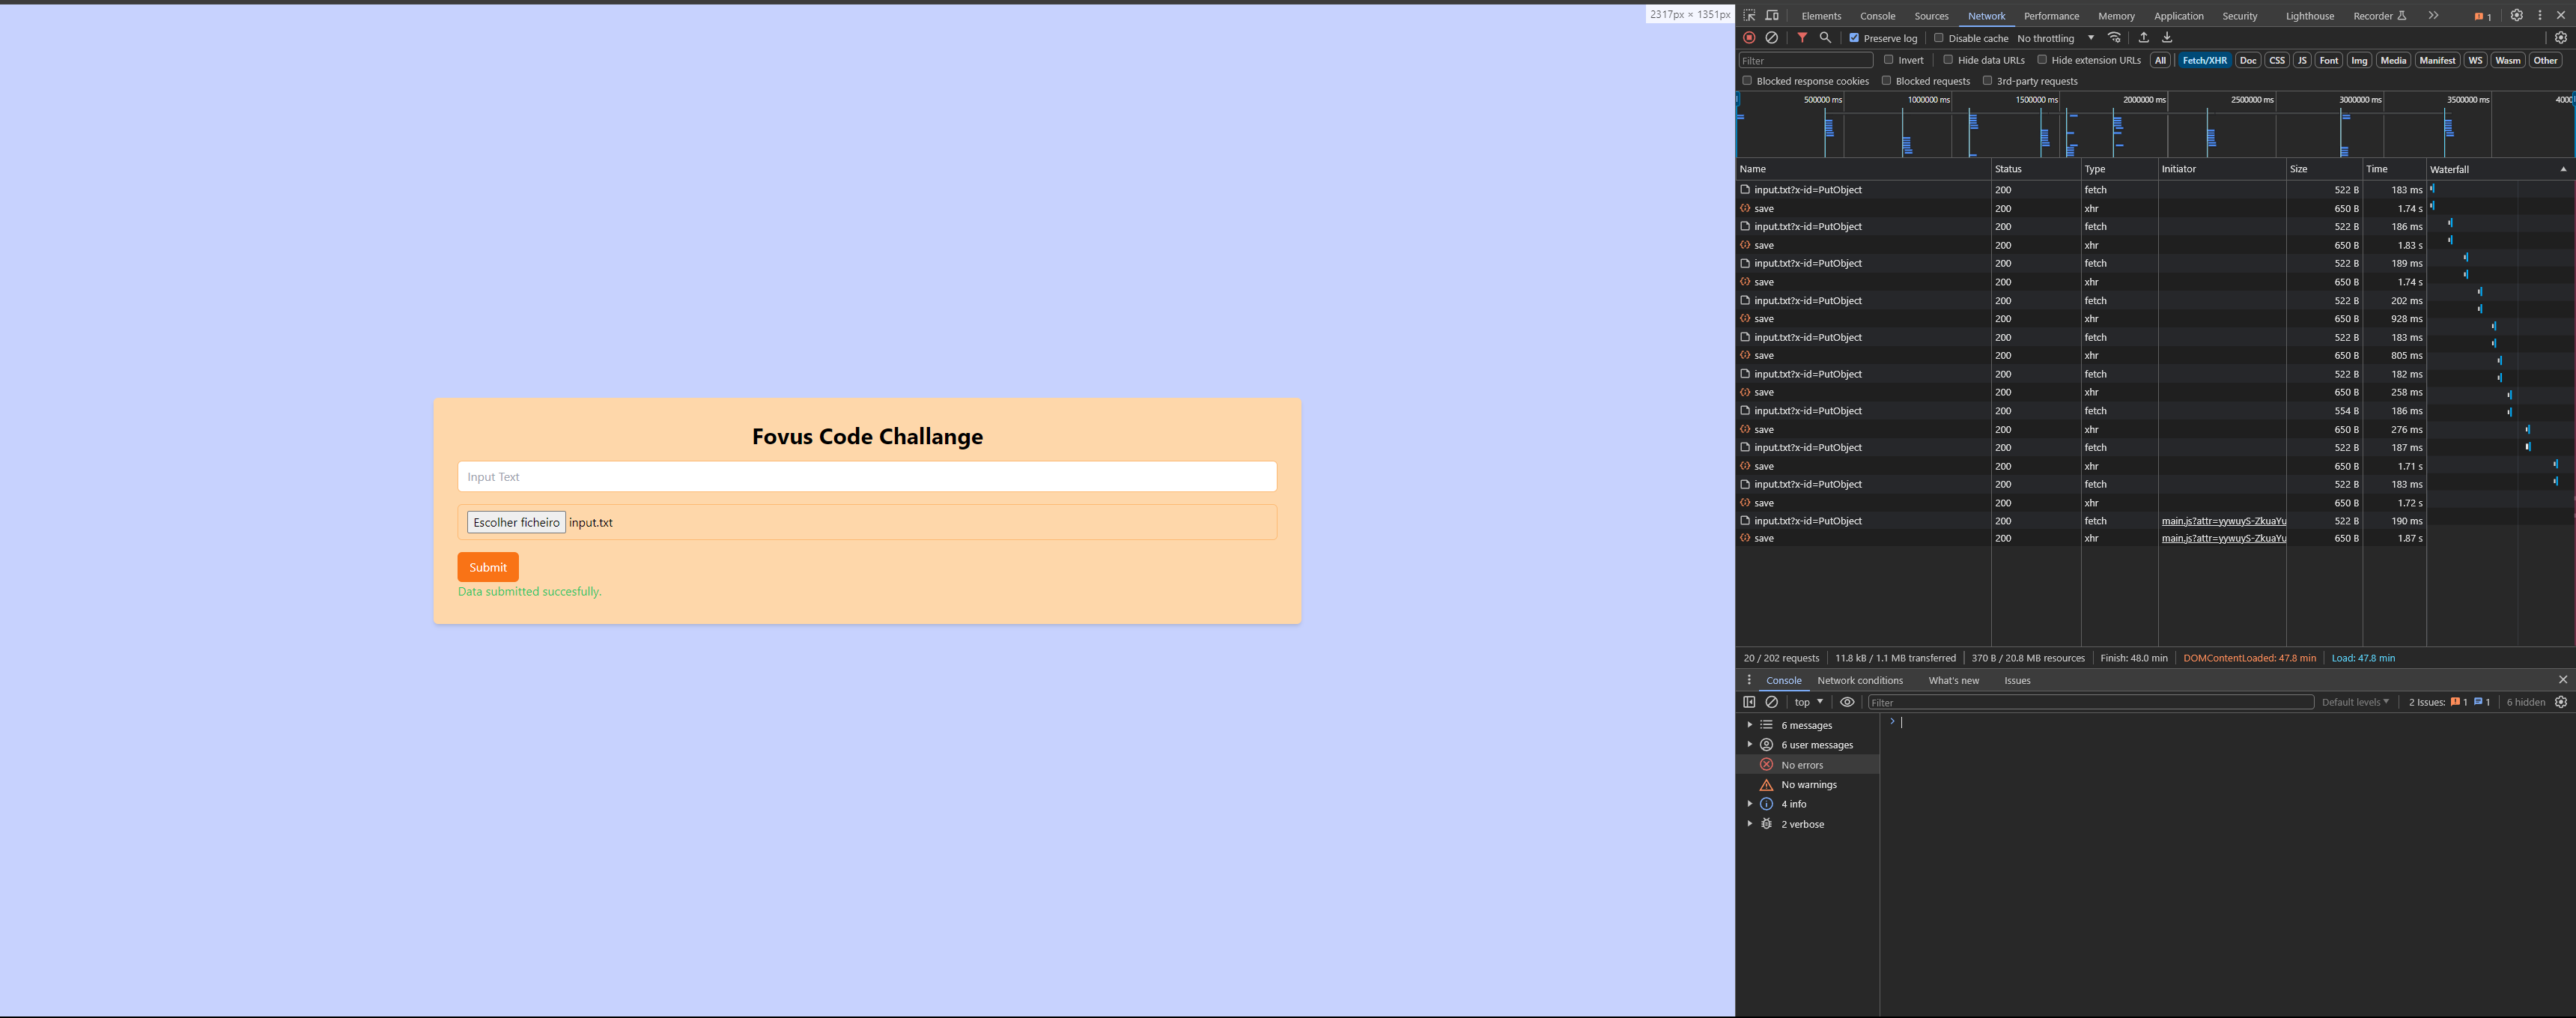 2317px × 1351px
Fovus Code Challange
Input Text
Escolher ficheiro input.txt
Submit
Data submitted succesfully.
Elements Console Sources Network Performance Memory Application Security Lighthouse Recorder 1
Preserve log Disable cache No throttling
Filter Invert Hide data URLs Hide extension URLs All Fetch/XHR Doc CSS JS Font Img Media Manifest WS Wasm Other
Blocked response cookies Blocked requests 3rd-party requests
500000 ms 1000000 ms 1500000 ms 2000000 ms 2500000 ms 3000000 ms 3500000 ms 4000
Name Status Type Initiator Size Time Waterfall
input.txt?x-id=PutObject 200 fetch 522 B 183 ms
save 200 xhr 650 B 1.74 s
input.txt?x-id=PutObject 200 fetch 522 B 186 ms
save 200 xhr 650 B 1.83 s
input.txt?x-id=PutObject 200 fetch 522 B 189 ms
save 200 xhr 650 B 1.74 s
input.txt?x-id=PutObject 200 fetch 522 B 202 ms
save 200 xhr 650 B 928 ms
input.txt?x-id=PutObject 200 fetch 522 B 183 ms
save 200 xhr 650 B 805 ms
input.txt?x-id=PutObject 200 fetch 522 B 182 ms
save 200 xhr 650 B 258 ms
input.txt?x-id=PutObject 200 fetch 554 B 186 ms
save 200 xhr 650 B 276 ms
input.txt?x-id=PutObject 200 fetch 522 B 187 ms
save 200 xhr 650 B 1.71 s
input.txt?x-id=PutObject 200 fetch 522 B 183 ms
save 200 xhr 650 B 1.72 s
input.txt?x-id=PutObject 200 fetch main.js?attr=yywuyS-ZkuaYu 522 B 190 ms
save 200 xhr main.js?attr=yywuyS-ZkuaYu 650 B 1.87 s
20 / 202 requests 11.8 kB / 1.1 MB transferred 370 B / 20.8 MB resources Finish: 48.0 min DOMContentLoaded: 47.8 min Load: 47.8 min
Console Network conditions What's new Issues
top Filter Default levels 2 Issues: 1 1 6 hidden
6 messages
6 user messages
No errors
No warnings
4 info
2 verbose